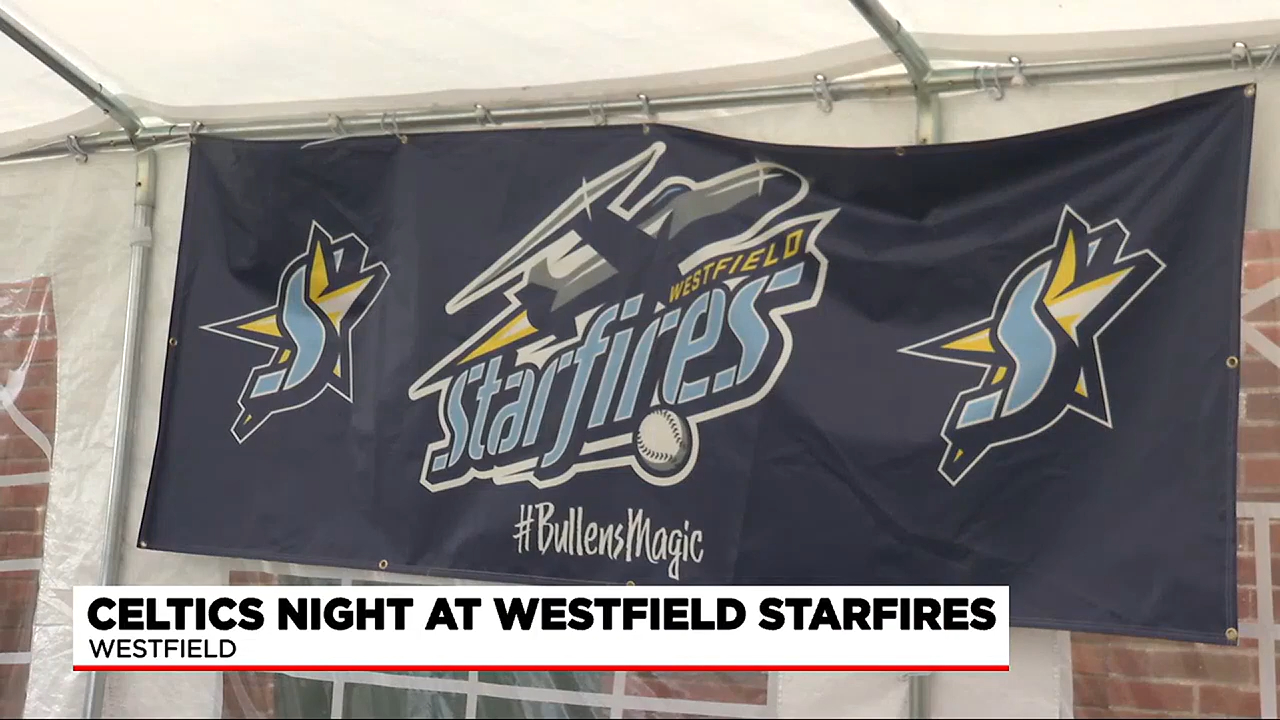 WESTFIELD
Starfires
#BullensMagic
S
S
CELTICS NIGHT AT WESTFIELD STARFIRES
WESTFIELD